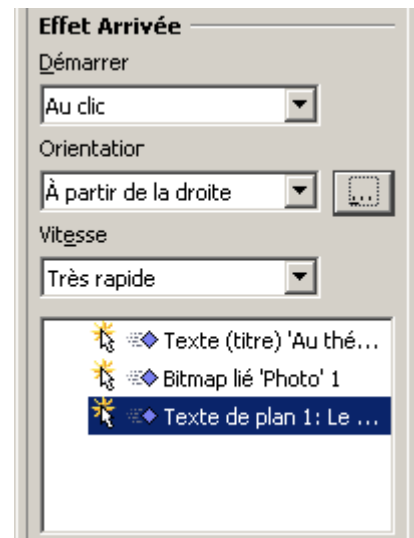 Effet Arrivée
Démarrer
Au clic
Orientation
À partir de la droite
...
Vitesse
Très rapide
Texte (titre) 'Au thé...
Bitmap lié 'Photo' 1
Texte de plan 1: Le ...